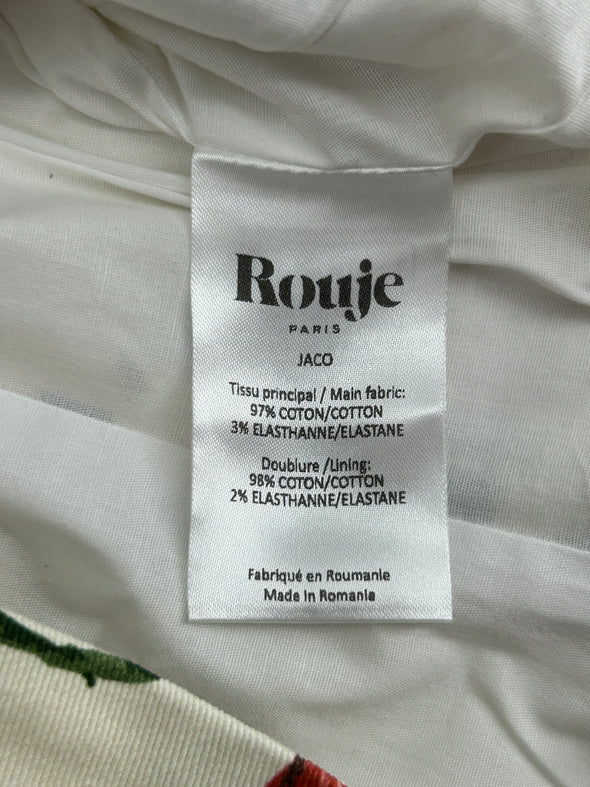 Rouje
PARIS
JACO
Tissu principal / Main fabric:
97% COTON/COTTON
3% ELASTHANNE/ELASTANE
Doublure /Lining:
98% COTON/COTTON
2% ELASTHANNE/ELASTANE
Fabriqué en Roumanie
Made in Romania